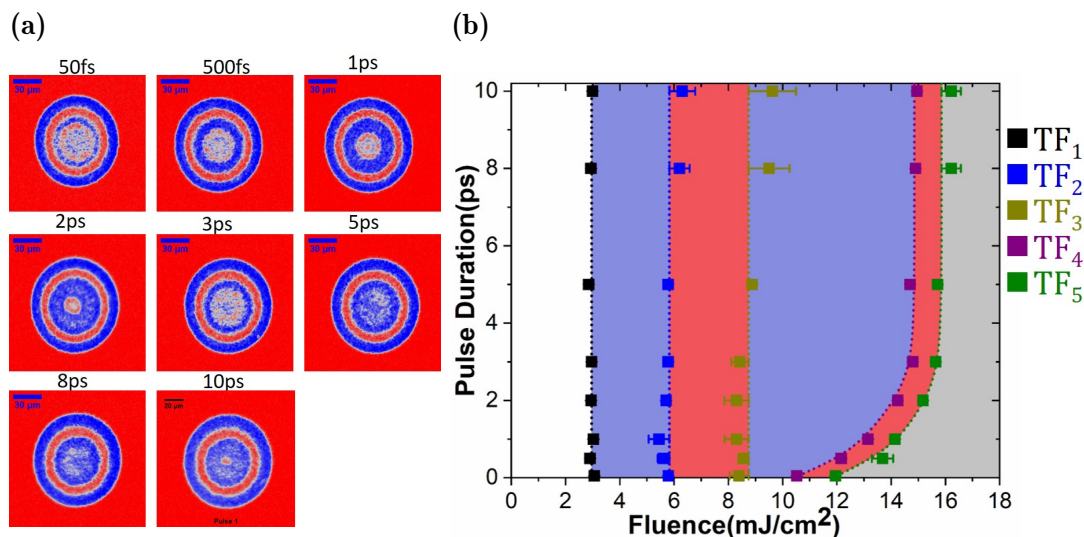 (a)
50fs
500fs
1ps
30 µm
30 µm
30 µm
2ps
3ps
5ps
30 µm
30 µm
30 µm
8ps
10ps
30 µm
20 µm
Pulse 1
(b)
Pulse Duration(ps)
10
8
6
4
2
0
0 2 4 6 8 10 12 14 16 18
Fluence(mJ/cm²)
TF₁
TF₂
TF₃
TF₄
TF₅